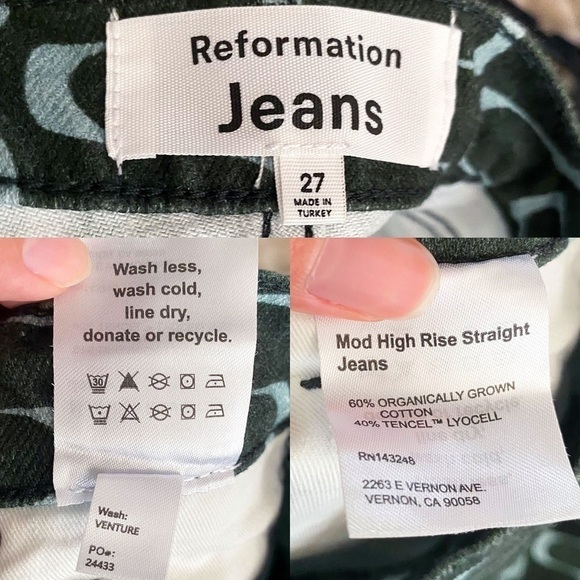 Reformation
Jeans
27
MADE IN
TURKEY
Wash less,
wash cold,
line dry,
donate or recycle.
30
Wash:
VENTURE
PO#:
24433
Mod High Rise Straight
Jeans
60% ORGANICALLY GROWN
COTTON
40% TENCEL™ LYOCELL
RN143248
2263 E VERNON AVE.
VERNON, CA 90058